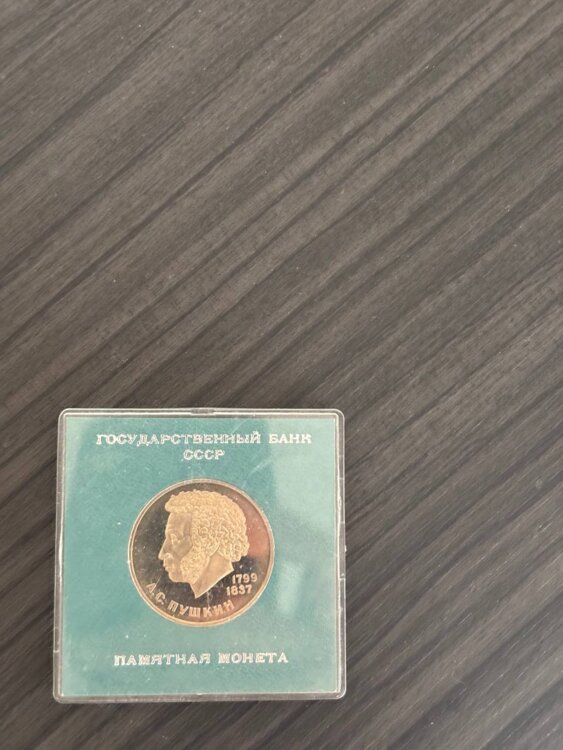 ГОСУДАРСТВЕННЫЙ БАНК
СССР
1799
1837
А.С. ПУШКИН
ПАМЯТНАЯ МОНЕТА